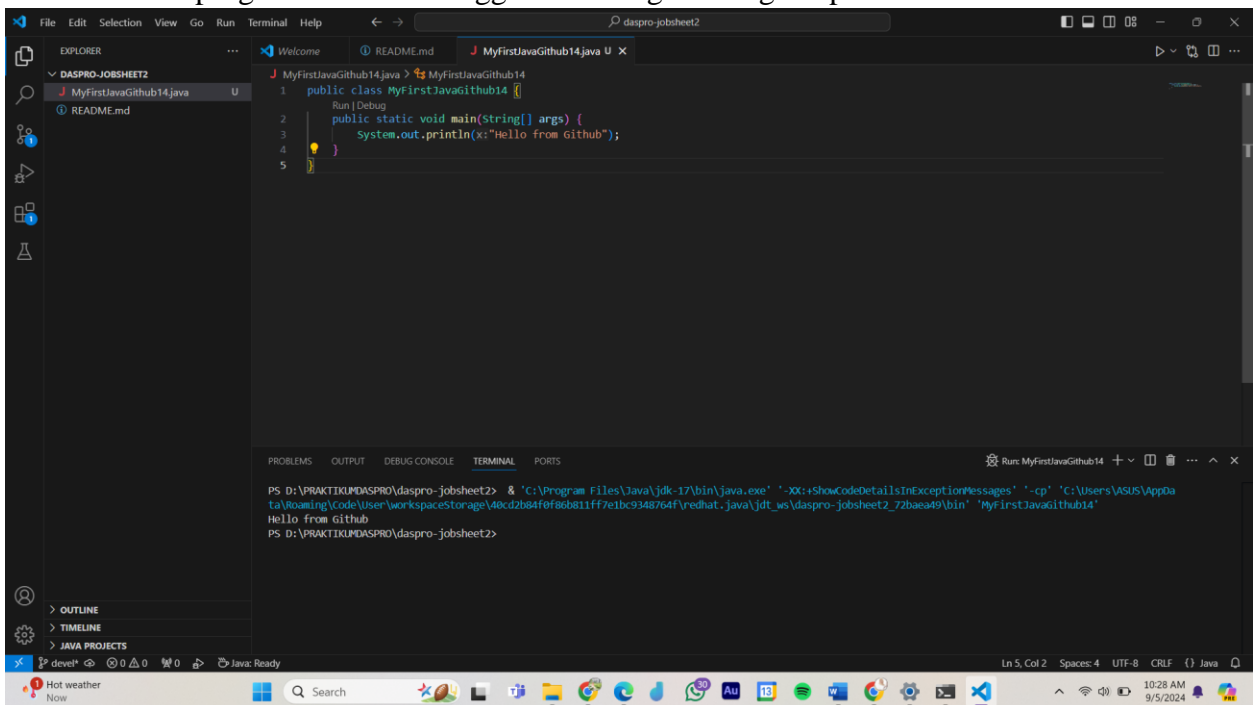 File Edit Selection View Go Run Terminal Help
daspro-jobsheet2
EXPLORER
Welcome
README.md
MyFirstJavaGithub14.java U
DASPRO-JOBSHEET2
MyFirstJavaGithub14.java U
README.md
MyFirstJavaGithub14.java > MyFirstJavaGithub14
1 public class MyFirstJavaGithub14 {
Run | Debug
2 public static void main(String[] args) {
3 System.out.println(x:"Hello from Github");
4 }
5 }
PROBLEMS OUTPUT DEBUG CONSOLE TERMINAL PORTS
Run: MyFirstJavaGithub14
PS D:\PRAKTIKUMDASPRO\daspro-jobsheet2> & 'C:\Program Files\Java\jdk-17\bin\java.exe' '-XX:+ShowCodeDetailsInExceptionMessages' '-cp' 'C:\Users\ASUS\AppDa
ta\Roaming\Code\User\workspaceStorage\40cd2b84f0f86b811ff7e1bc9348764f\redhat.java\jdt_ws\daspro-jobsheet2_72baea49\bin' 'MyFirstJavaGithub14'
Hello from Github
PS D:\PRAKTIKUMDASPRO\daspro-jobsheet2>
OUTLINE
TIMELINE
JAVA PROJECTS
devel* 0 0 0 Java: Ready
Ln 5, Col 2 Spaces: 4 UTF-8 CRLF {} Java
Hot weather
Now
Search
30
Au
13
10:28 AM
9/5/2024